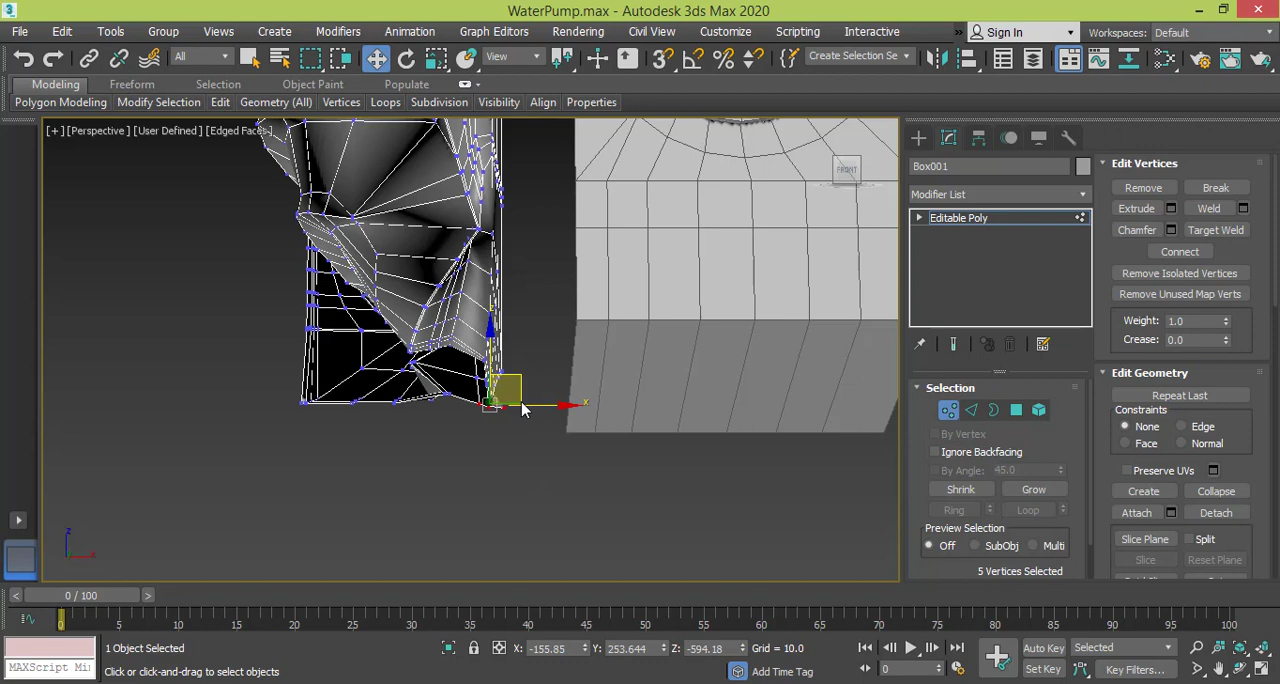 WaterPump.max - Autodesk 3ds Max 2020
File Edit Tools Group Views Create Modifiers Animation Graph Editors Rendering Civil View Customize Scripting Interactive » Sign In Workspaces: Default
All View Create Selection Se
Modeling Freeform Selection Object Paint Populate
Polygon Modeling Modify Selection Edit Geometry (All) Vertices Loops Subdivision Visibility Align Properties
[+] [Perspective ] [User Defined ] [Edged Faces ]
FRONT
z
x
z
x
Box001
Modifier List
Editable Poly
Selection
By Vertex
Ignore Backfacing
By Angle: 45.0
Shrink Grow
Ring Loop
Preview Selection
Off SubObj Multi
5 Vertices Selected
Edit Vertices
Remove Break
Extrude Weld
Chamfer Target Weld
Connect
Remove Isolated Vertices
Remove Unused Map Verts
Weight: 1.0
Crease: 0.0
Edit Geometry
Repeat Last
Constraints
None Edge
Face Normal
Preserve UVs
Create Collapse
Attach Detach
Slice Plane Split
Slice Reset Plane
< 0 / 100 >
0 5 10 15 20 25 30 35 40 45 50 55 60 65 70 75 80 85 90 95 100
1 Object Selected X: -155.85 Y: 253.644 Z: -594.18 Grid = 10.0 Auto Key Selected
MAXScript Mi Click or click-and-drag to select objects Add Time Tag 0 Set Key Key Filters...